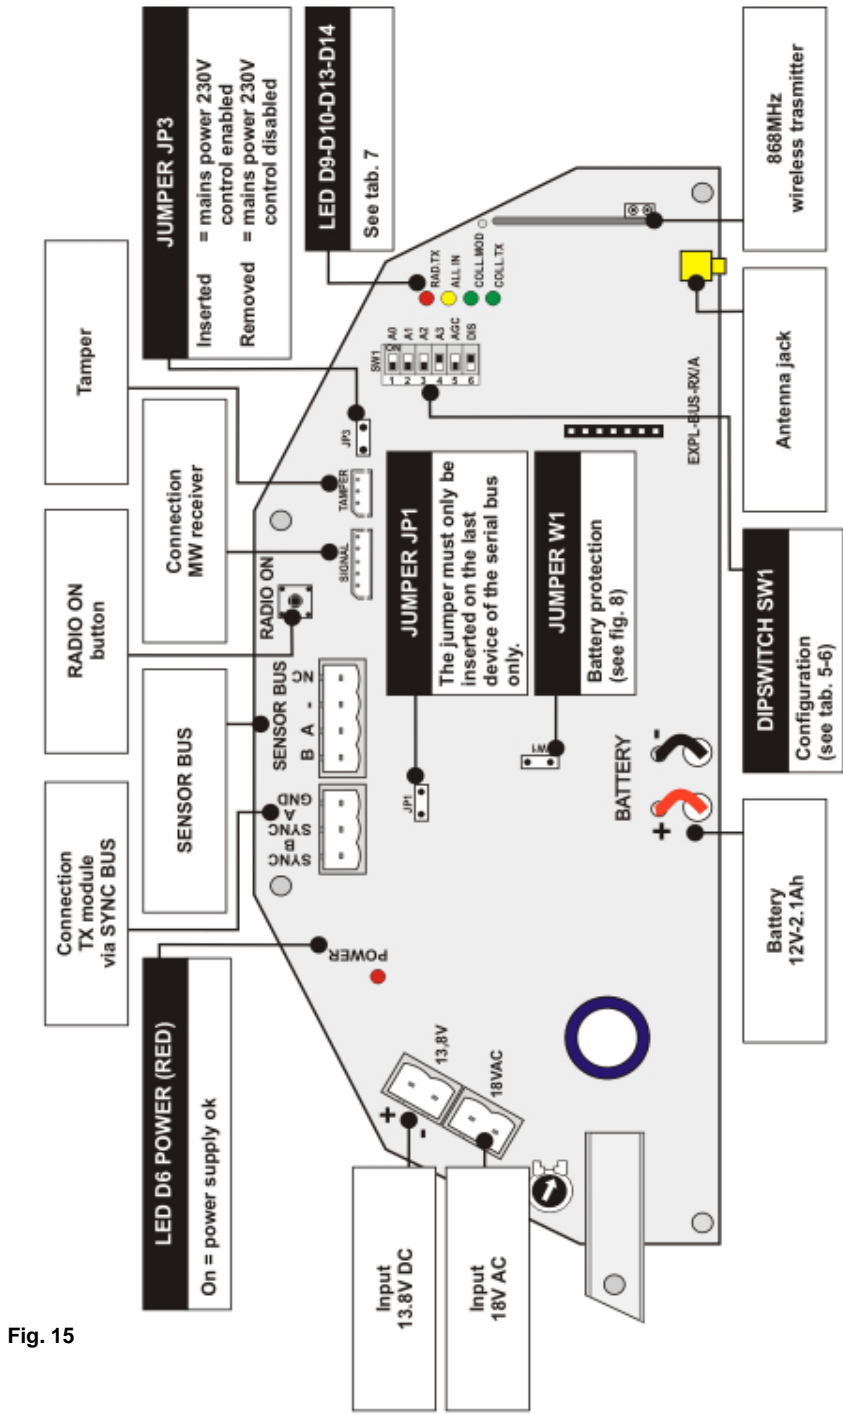 LED D6 POWER (RED)
On = power supply ok
Connection
TX module
via SYNC BUS
SENSOR BUS
RADIO ON
button
Connection
MW receiver
Tamper
JUMPER JP3
Inserted = mains power 230V
control enabled
Removed = mains power 230V
control disabled
LED D9-D10-D13-D14
See tab. 7
Input
13.8V DC
Input
18V AC
+
-
13,8V
18VAC
POWER
SYNC
B
SYNC
A
GND
SENSOR BUS
B A - NC
RADIO ON
SIGNAL
TAMPER
JP3
SW1
ON
A0
A1
A2
A3
AGC
DIS
1
2
3
4
5
6
RAD.TX
ALL IN
COLL.MOD
COLL.TX
JP1
JUMPER JP1
The jumper must only be
inserted on the last
device of the serial bus
only.
W1
JUMPER W1
Battery protection
(see fig. 8)
EXPL-BUS-RX/A
BATTERY
+
-
Battery
12V-2.1Ah
DIPSWITCH SW1
Configuration
(see tab. 5-6)
Antenna jack
868MHz
wireless trasmitter
Fig. 15